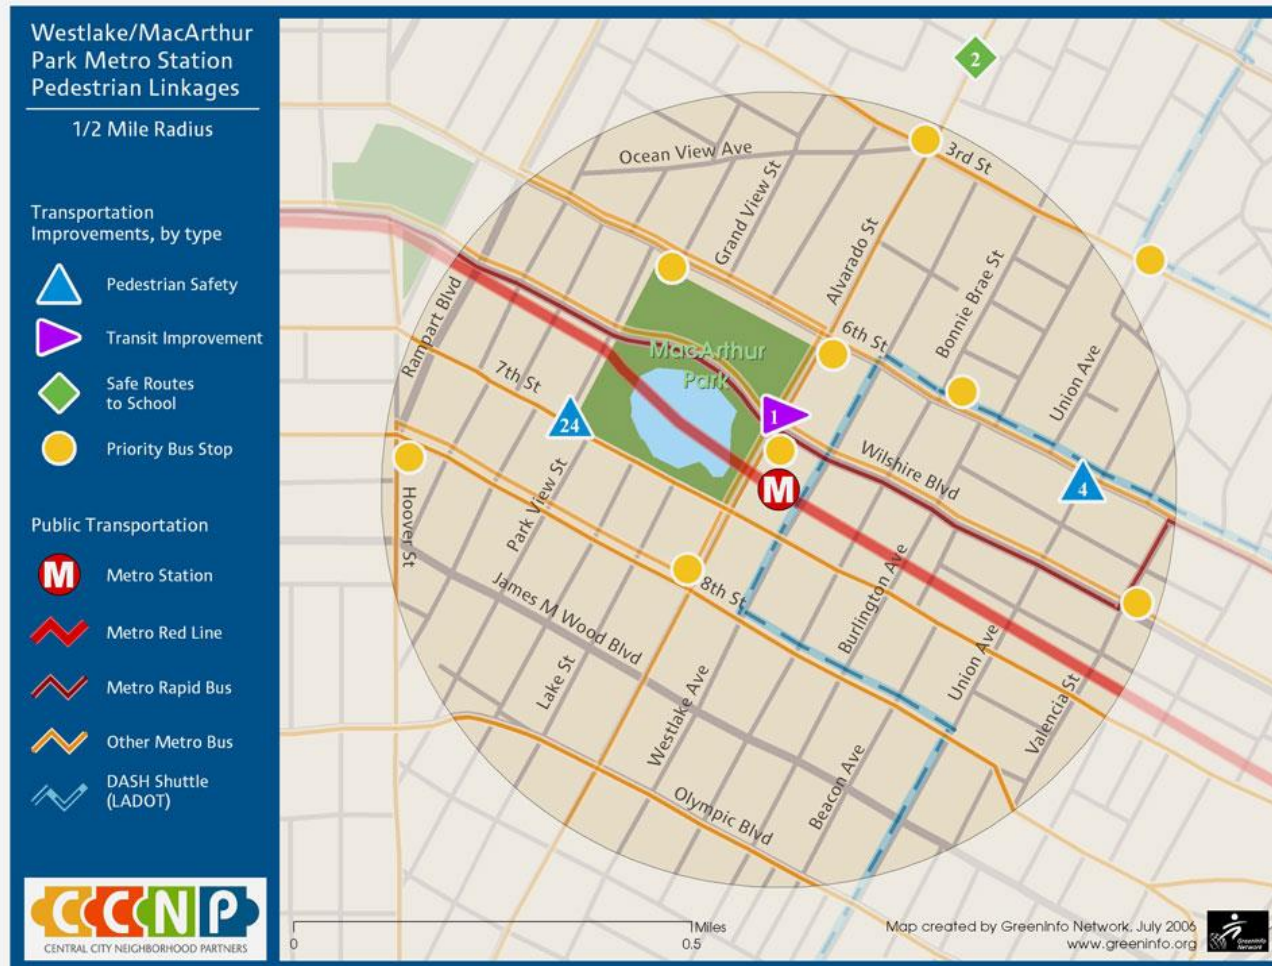 Westlake/MacArthur
Park Metro Station
Pedestrian Linkages
1/2 Mile Radius
Transportation
Improvements, by type
Pedestrian Safety
Transit Improvement
Safe Routes
to School
Priority Bus Stop
Public Transportation
M
Metro Station
Metro Red Line
Metro Rapid Bus
Other Metro Bus
DASH Shuttle
(LADOT)
CCNP
CENTRAL CITY NEIGHBORHOOD PARTNERS
2
Ocean View Ave
3rd St
Grand View St
Alvarado St
Bonnie Brae St
Rampart Blvd
6th St
MacArthur
Park
7th St
Union Ave
24
1
Wilshire Blvd
4
M
Park View St
Hoover St
8th St
Burlington Ave
James M Wood Blvd
Union Ave
Lake St
Westlake Ave
Valencia St
Beacon Ave
Olympic Blvd
0
0.5
Miles
Map created by GreenInfo Network, July 2006
www.greeninfo.org
GreenInfo
Network